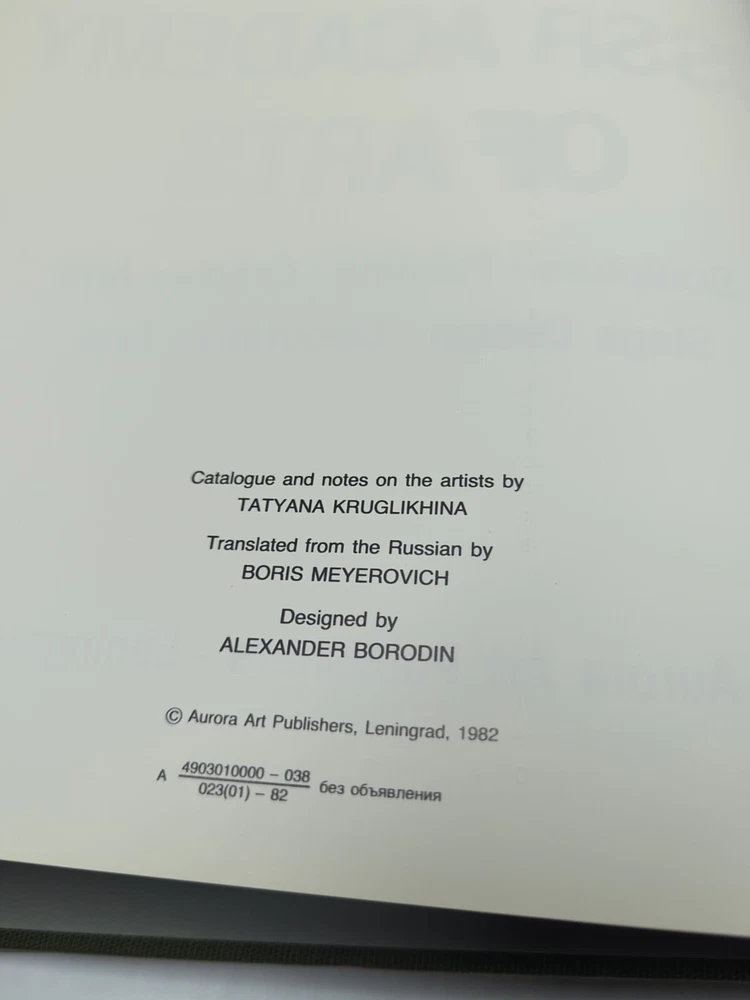 Catalogue and notes on the artists by
TATYANA KRUGLIKHINA
Translated from the Russian by
BORIS MEYEROVICH
Designed by
ALEXANDER BORODIN
© Aurora Art Publishers, Leningrad, 1982
А 4903010000 – 038
023(01) – 82
без объявления